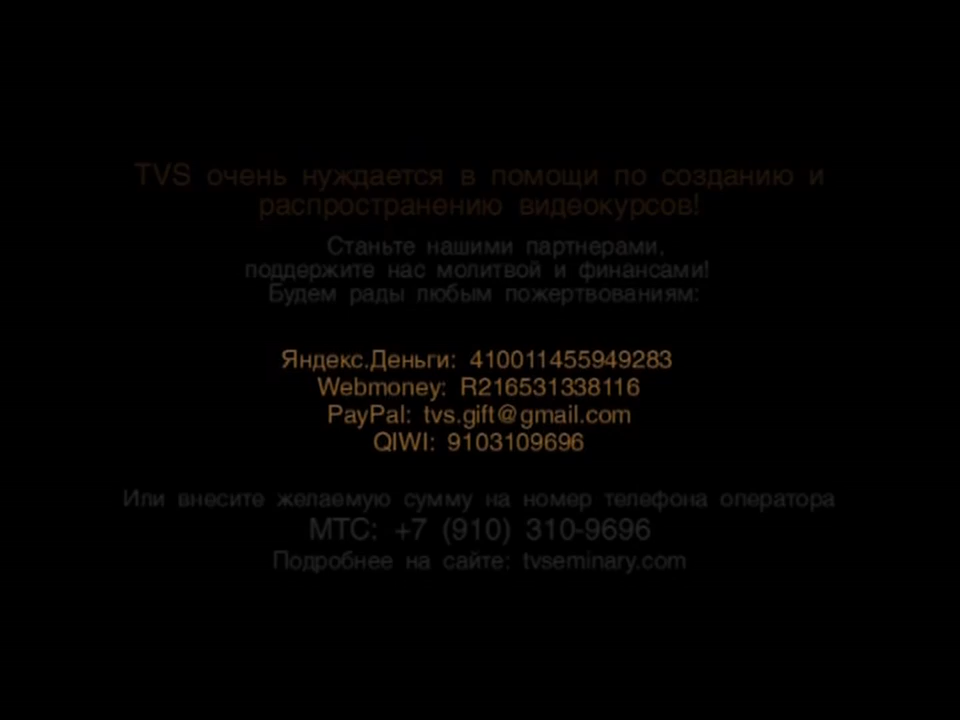 TVS очень нуждается в помощи по созданию и
распространению видеокурсов!
Станьте нашими партнерами,
поддержите нас молитвой и финансами!
Будем рады любым пожертвованиям:
Яндекс.Деньги: 410011455949283
Webmoney: R216531338116
PayPal: tvs.gift@gmail.com
QIWI: 9103109696
Или внесите желаемую сумму на номер телефона оператора
МТС: +7 (910) 310-9696
Подробнее на сайте: tvseminary.com